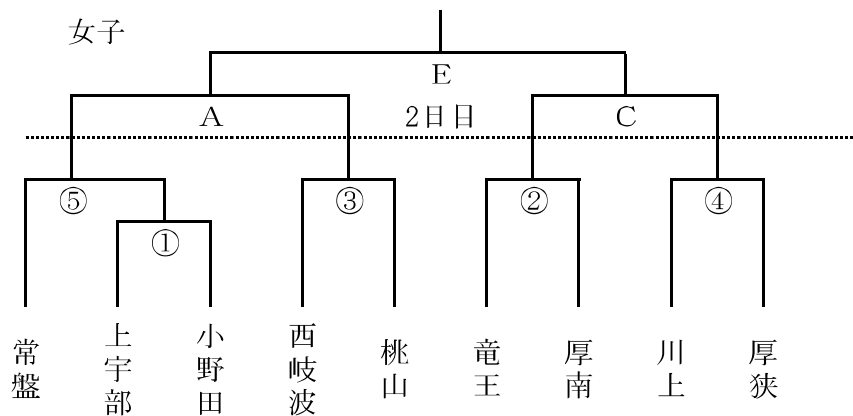 女子
E
A
2日目
C
⑤
③
②
④
①
常盤
上宇部
小野田
西岐波
桃山
竜王
厚南
川上
厚狭